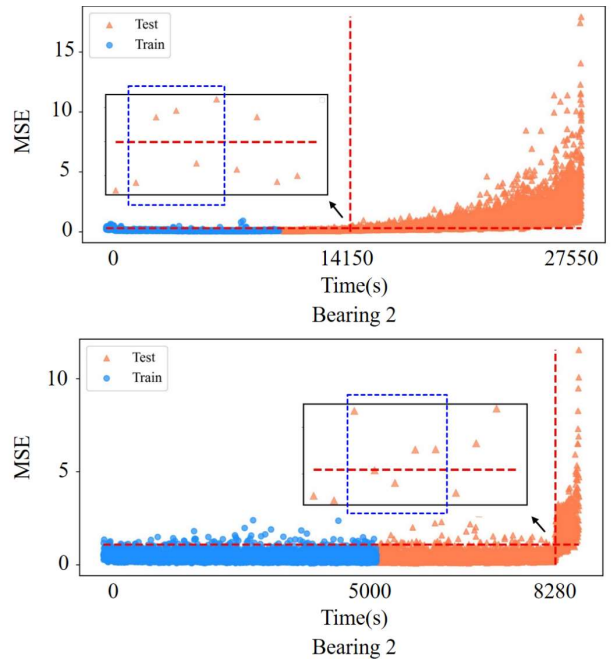 Test
Train
15
10
5
0
MSE
0 14150 27550
Time(s)
Bearing 2
Test
Train
10
5
0
MSE
0 5000 8280
Time(s)
Bearing 2